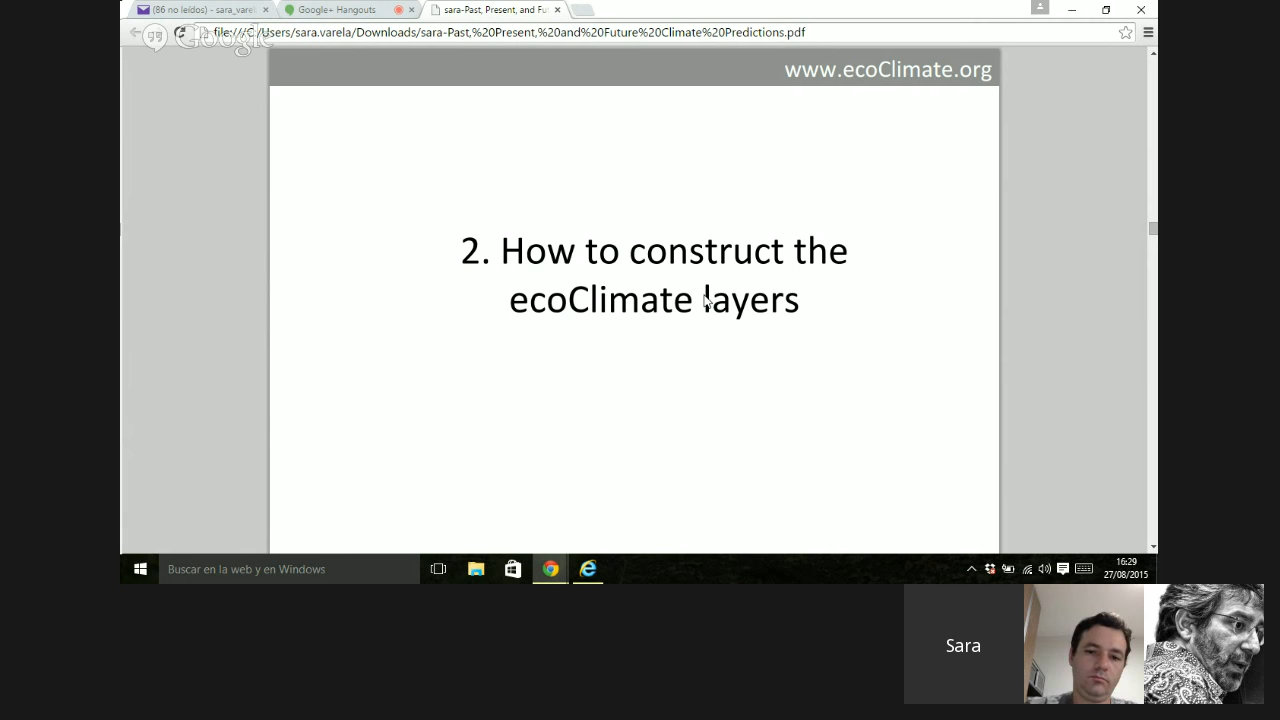 (86 no leídos) - sara_varel
Google+ Hangouts
sara-Past, Present, and Fu
Google
file:///C:/Users/sara.varela/Downloads/sara-Past,%20Present,%20and%20Future%20Climate%20Predictions.pdf
www.ecoClimate.org
2. How to construct the
ecoClimate layers
Buscar en la web y en Windows
16:29
27/08/2015
Sara